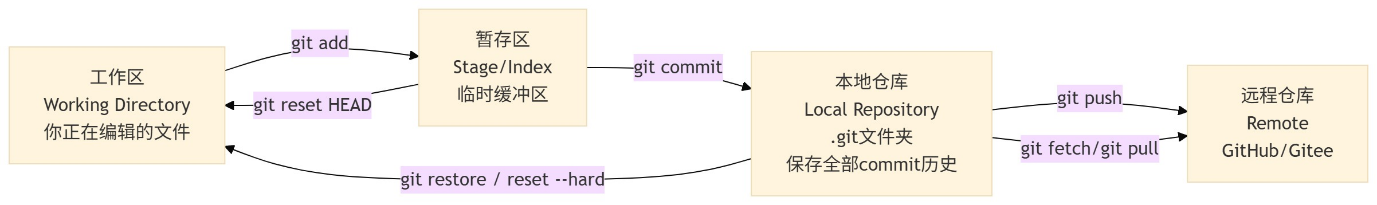 工作区
Working Directory
你正在编辑的文件
git add
git reset HEAD
暂存区
Stage/Index
临时缓冲区
git commit
git restore / reset --hard
本地仓库
Local Repository
.git文件夹
保存全部commit历史
git push
git fetch/git pull
远程仓库
Remote
GitHub/Gitee